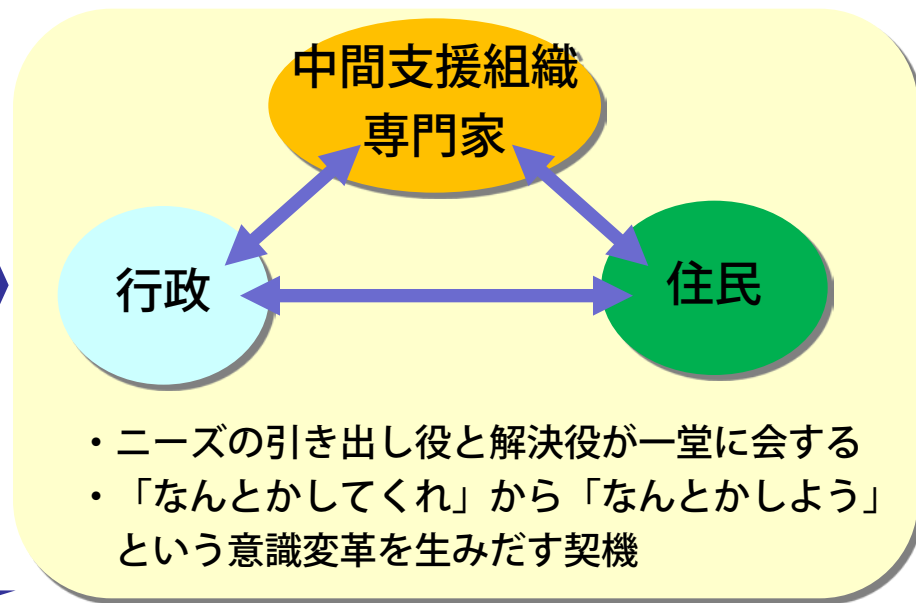 中間支援組織
専門家
行政
住民
・ニーズの引き出し役と解決役が一堂に会する
・「なんとかしてくれ」から「なんとかしよう」
という意識変革を生みだす契機